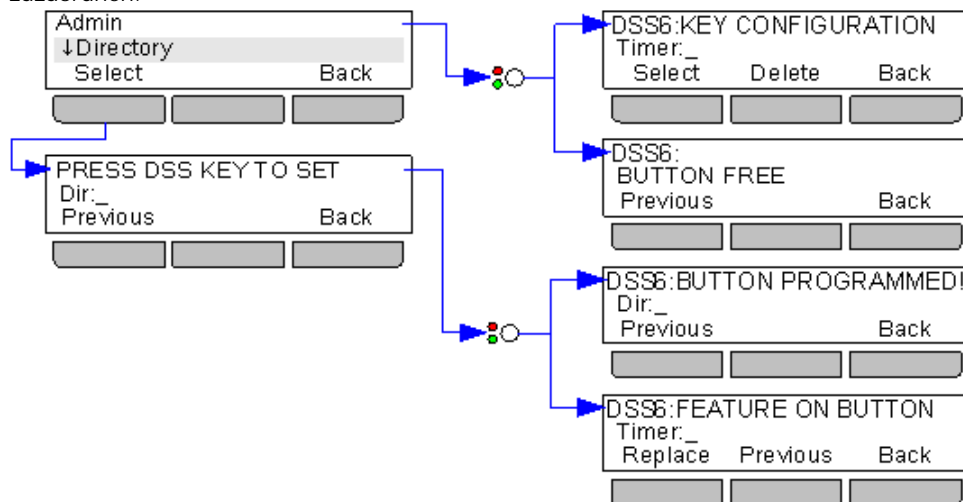 Admin
↓Directory
Select Back
PRESS DSS KEY TO SET
Dir:_
Previous Back
DSS6:KEY CONFIGURATION
Timer:_
Select Delete Back
DSS6:
BUTTON FREE
Previous Back
DSS6:BUTTON PROGRAMMED!
Dir:_
Previous Back
DSS6:FEATURE ON BUTTON
Timer:_
Replace Previous Back